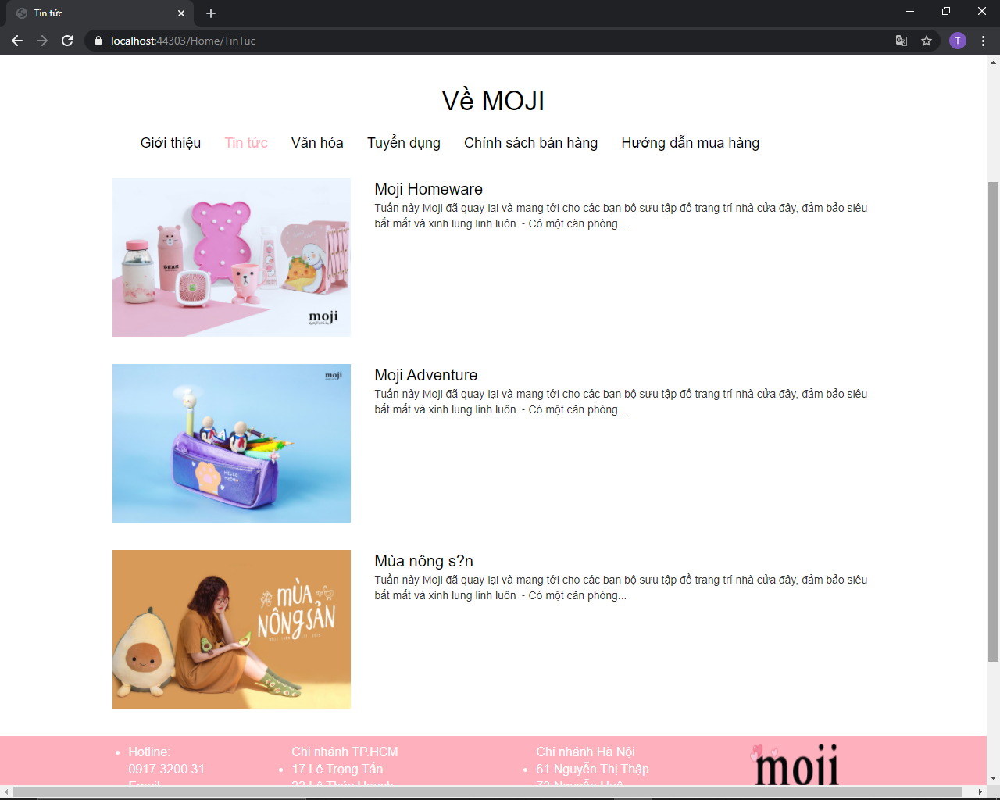 Tin tức
localhost:44303/Home/TinTuc
T
Về MOJI
Giới thiệu Tin tức Văn hóa Tuyển dụng Chính sách bán hàng Hướng dẫn mua hàng
BEAR
moji
Moji Homeware
Tuần này Moji đã quay lại và mang tới cho các bạn bộ sưu tập đồ trang trí nhà cửa đây, đảm bảo siêu
bắt mắt và xinh lung linh luôn ~ Có một căn phòng...
moji
HELLO
MEOW
Moji Adventure
Tuần này Moji đã quay lại và mang tới cho các bạn bộ sưu tập đồ trang trí nhà cửa đây, đảm bảo siêu
bắt mắt và xinh lung linh luôn ~ Có một căn phòng...
MÙA
NÔNG SẢN
Mùa nông s?n
Tuần này Moji đã quay lại và mang tới cho các bạn bộ sưu tập đồ trang trí nhà cửa đây, đảm bảo siêu
bắt mắt và xinh lung linh luôn ~ Có một căn phòng...
Hotline:
0917.3200.31
Email:
Chi nhánh TP.HCM
17 Lê Trọng Tấn
Chi nhánh Hà Nội
61 Nguyễn Thị Thập
73 Nguyễn Huệ
moji